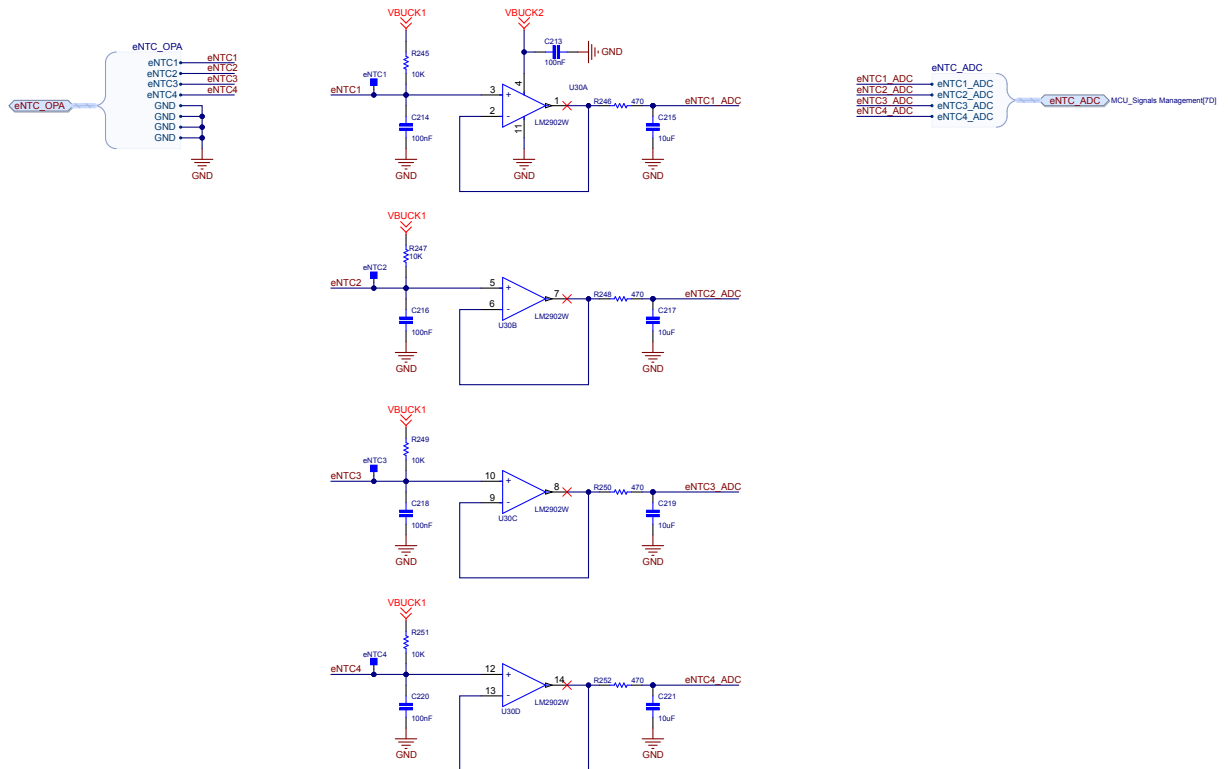 eNTC_OPA
eNTC1
eNTC2
eNTC3
eNTC4
GND
GND
GND
GND
eNTC1
eNTC2
eNTC3
eNTC4
eNTC_OPA
GND
VBUCK1
R245
10K
eNTC1
eNTC1
C214
100nF
GND
VBUCK2
C213
100nF
GND
U30A
3
2
4
11
1
+
-
LM2902W
GND
R246
470
eNTC1_ADC
C215
10uF
GND
eNTC_ADC
eNTC1_ADC
eNTC2_ADC
eNTC3_ADC
eNTC4_ADC
eNTC1_ADC
eNTC2_ADC
eNTC3_ADC
eNTC4_ADC
eNTC_ADC
MCU_Signals Management[7D]
VBUCK1
R247
10K
eNTC2
eNTC2
C216
100nF
GND
5
6
+
-
7
U30B
LM2902W
R248
470
eNTC2_ADC
C217
10uF
GND
VBUCK1
R249
10K
eNTC3
eNTC3
C218
100nF
GND
10
9
+
-
8
U30C
LM2902W
R250
470
eNTC3_ADC
C219
10uF
GND
VBUCK1
R251
10K
eNTC4
eNTC4
C220
100nF
GND
12
13
+
-
14
U30D
LM2902W
R252
470
eNTC4_ADC
C221
10uF
GND